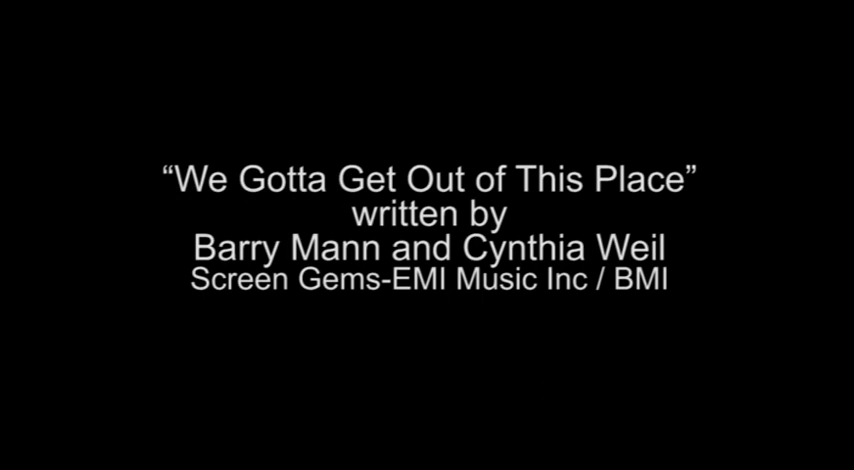 “We Gotta Get Out of This Place”
written by
Barry Mann and Cynthia Weil
Screen Gems-EMI Music Inc / BMI